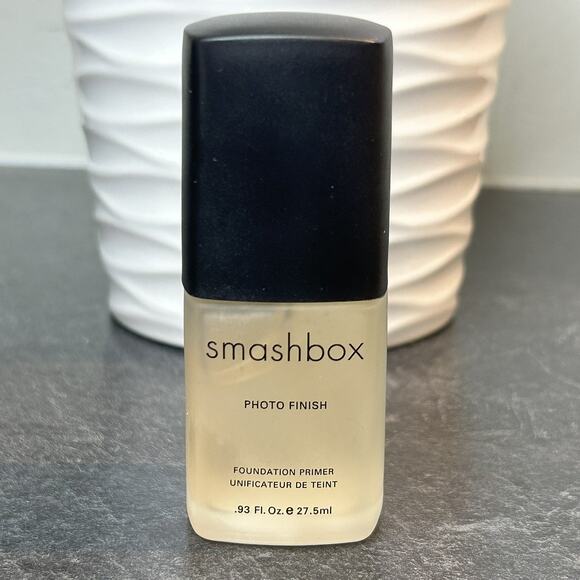 smashbox
PHOTO FINISH
FOUNDATION PRIMER
UNIFICATEUR DE TEINT
.93 Fl. Oz. e 27.5ml